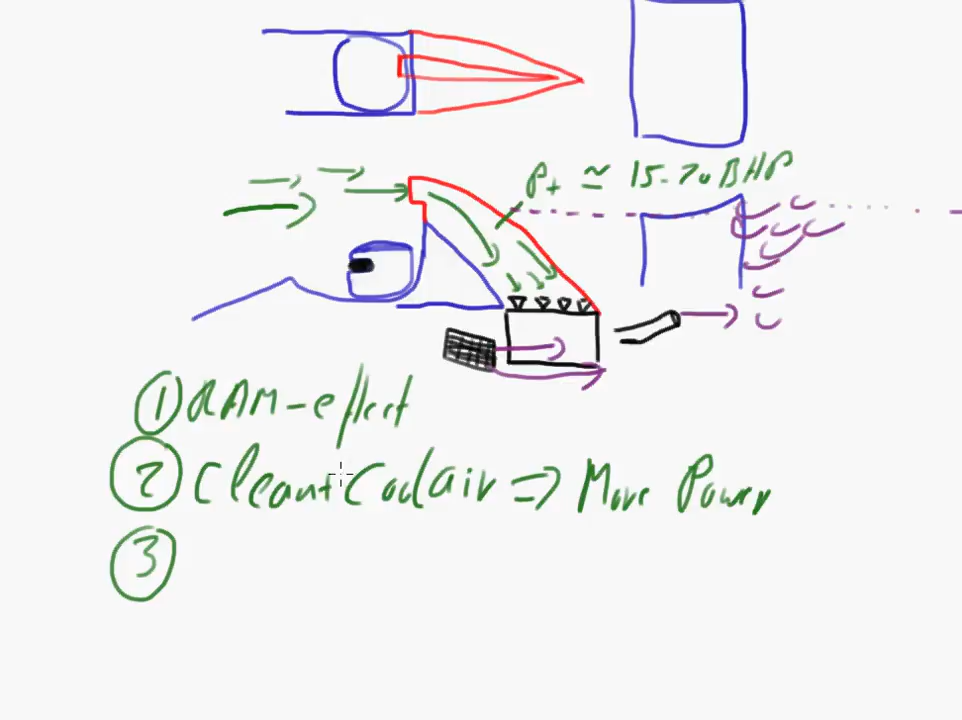 P+ ≃ 15-20 BHP
① RAM-effect
② Clean+Cool air ⇒ More Power
③